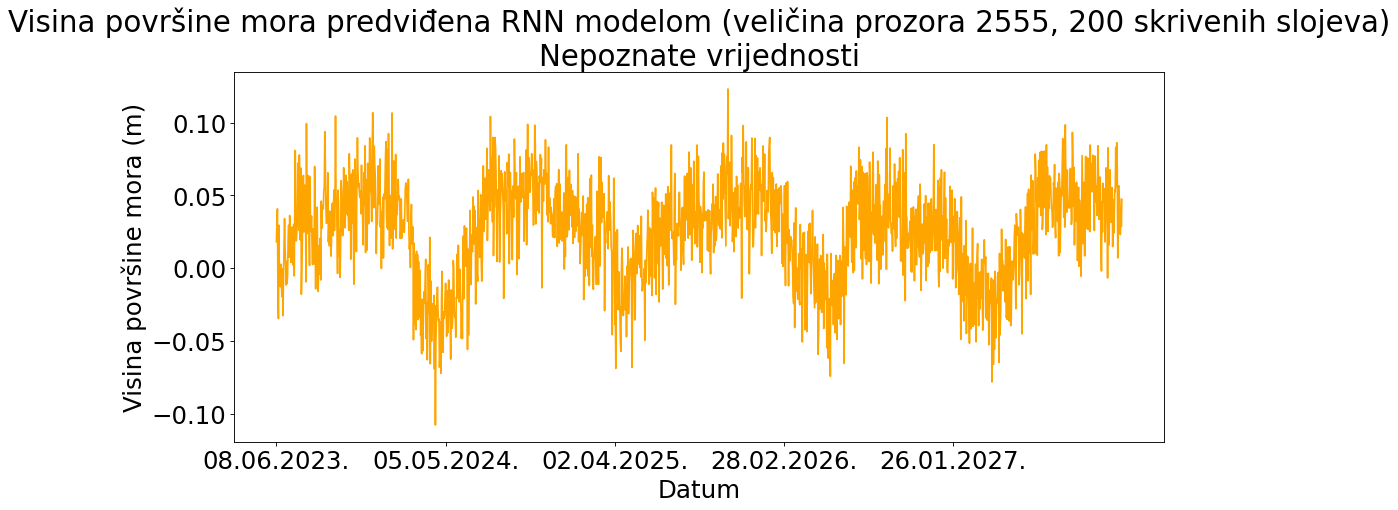 Visina površine mora predviđena RNN modelom (veličina prozora 2555, 200 skrivenih slojeva)
Nepoznate vrijednosti
Visina površine mora (m)
0.10
0.05
0.00
−0.05
−0.10
08.06.2023. 05.05.2024. 02.04.2025. 28.02.2026. 26.01.2027.
Datum